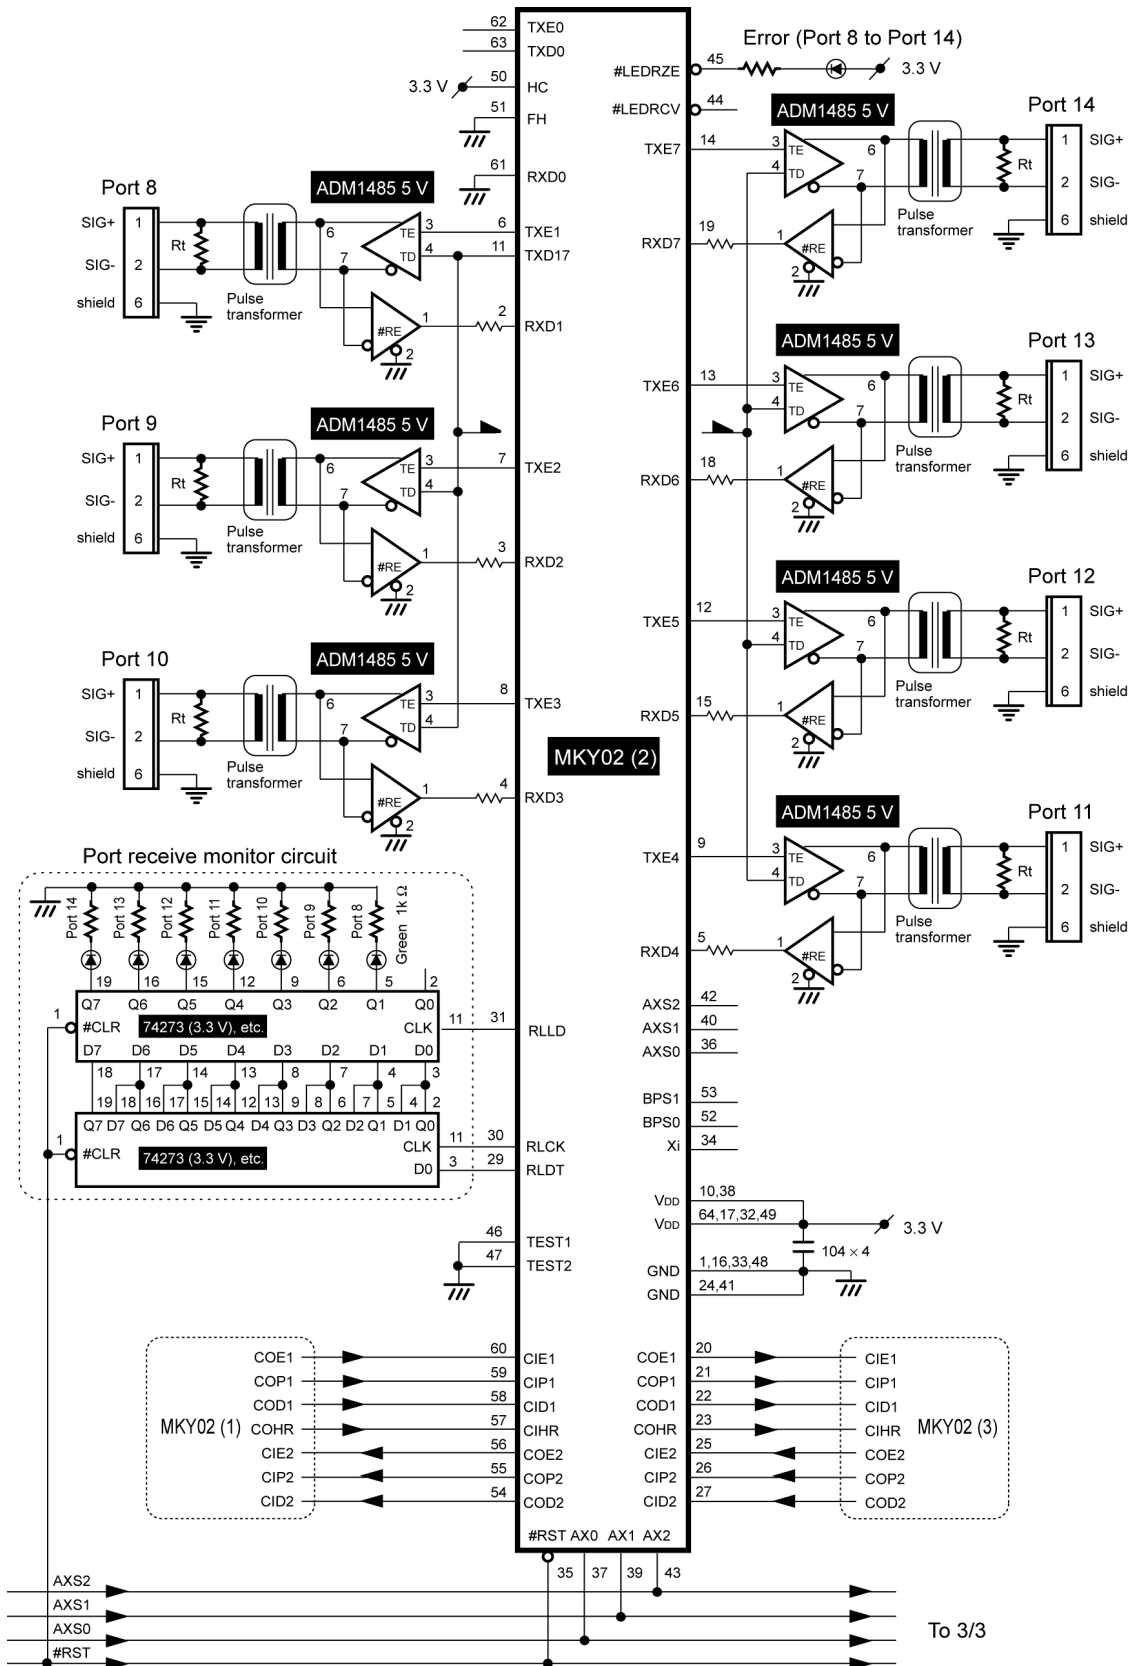 62 TXE0
63 TXD0
3.3 V 50 HC
51 FH
61 RXD0
Error (Port 8 to Port 14)
#LEDRZE 45 3.3 V
#LEDRCV 44
Port 8
ADM1485 5 V
SIG+ 1
SIG- 2
shield 6
Rt
Pulse
transformer
6 7 TE 3 TD 4
#RE 1 2
6 TXE1
11 TXD17
2 RXD1
Port 9
ADM1485 5 V
SIG+ 1
SIG- 2
shield 6
Rt
Pulse
transformer
6 7 TE 3 TD 4
#RE 1 2
7 TXE2
3 RXD2
Port 10
ADM1485 5 V
SIG+ 1
SIG- 2
shield 6
Rt
Pulse
transformer
6 7 TE 3 TD 4
#RE 1 2
8 TXE3
4 RXD3
MKY02 (2)
Port 14
ADM1485 5 V
TXE7 14
3 TE 4 TD 6 7
RXD7 19
1 #RE 2
Pulse
transformer
Rt
1 SIG+
2 SIG-
6 shield
Port 13
ADM1485 5 V
TXE6 13
3 TE 4 TD 6 7
RXD6 18
1 #RE 2
Pulse
transformer
Rt
1 SIG+
2 SIG-
6 shield
Port 12
ADM1485 5 V
TXE5 12
3 TE 4 TD 6 7
RXD5 15
1 #RE 2
Pulse
transformer
Rt
1 SIG+
2 SIG-
6 shield
Port 11
ADM1485 5 V
TXE4 9
3 TE 4 TD 6 7
RXD4 5
1 #RE 2
Pulse
transformer
Rt
1 SIG+
2 SIG-
6 shield
Port receive monitor circuit
Port 14 Port 13 Port 12 Port 11 Port 10 Port 9 Port 8 Green 1k Ω
19 16 15 12 9 6 5 2
Q7 Q6 Q5 Q4 Q3 Q2 Q1 Q0
1 #CLR 74273 (3.3 V), etc. CLK 11 31 RLLD
D7 D6 D5 D4 D3 D2 D1 D0
18 17 14 13 8 7 4 3
19 18 16 17 15 14 12 13 9 8 6 7 5 4 2
Q7 D7 Q6 D6 Q5 D5 Q4 D4 Q3 D3 Q2 D2 Q1 D1 Q0
1 #CLR 74273 (3.3 V), etc. CLK 11 30 RLCK
D0 3 29 RLDT
46 TEST1
47 TEST2
AXS2 42
AXS1 40
AXS0 36
BPS1 53
BPS0 52
Xi 34
VDD 10,38
VDD 64,17,32,49 3.3 V
104 × 4
GND 1,16,33,48
GND 24,41
MKY02 (1)
COE1 60 CIE1
COP1 59 CIP1
COD1 58 CID1
COHR 57 CIHR
CIE2 56 COE2
CIP2 55 COP2
CID2 54 COD2
COE1 20 CIE1
COP1 21 CIP1
COD1 22 CID1
COHR 23 CIHR
CIE2 25 COE2
CIP2 26 COP2
CID2 27 COD2
MKY02 (3)
#RST AX0 AX1 AX2
35 37 39 43
AXS2
AXS1
AXS0
#RST
To 3/3